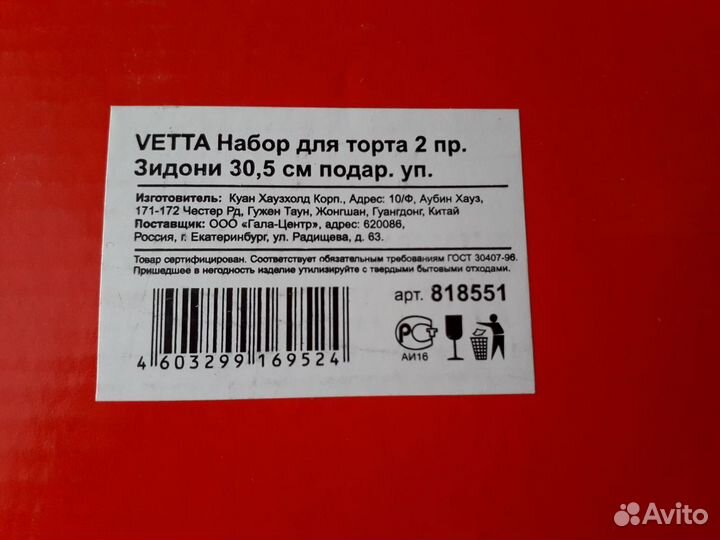 VETTA Набор для торта 2 пр.
Зидони 30,5 см подар. уп.
Изготовитель: Куан Хаузхолд Корп., Адрес: 10/Ф, Аубин Хауз,
171-172 Честер Рд, Гужен Таун, Жонгшан, Гуангдонг, Китай
Поставщик: ООО «Гала-Центр», адрес: 620086,
Россия, г. Екатеринбург, ул. Радищева, д. 63.
Товар сертифицирован. Соответствует обязательным требованиям ГОСТ 30407-96.
Пришедшее в негодность изделие утилизируйте с твердыми бытовыми отходами.
арт. 818551
4 603299 169524
РСТ
АИ16
Avito